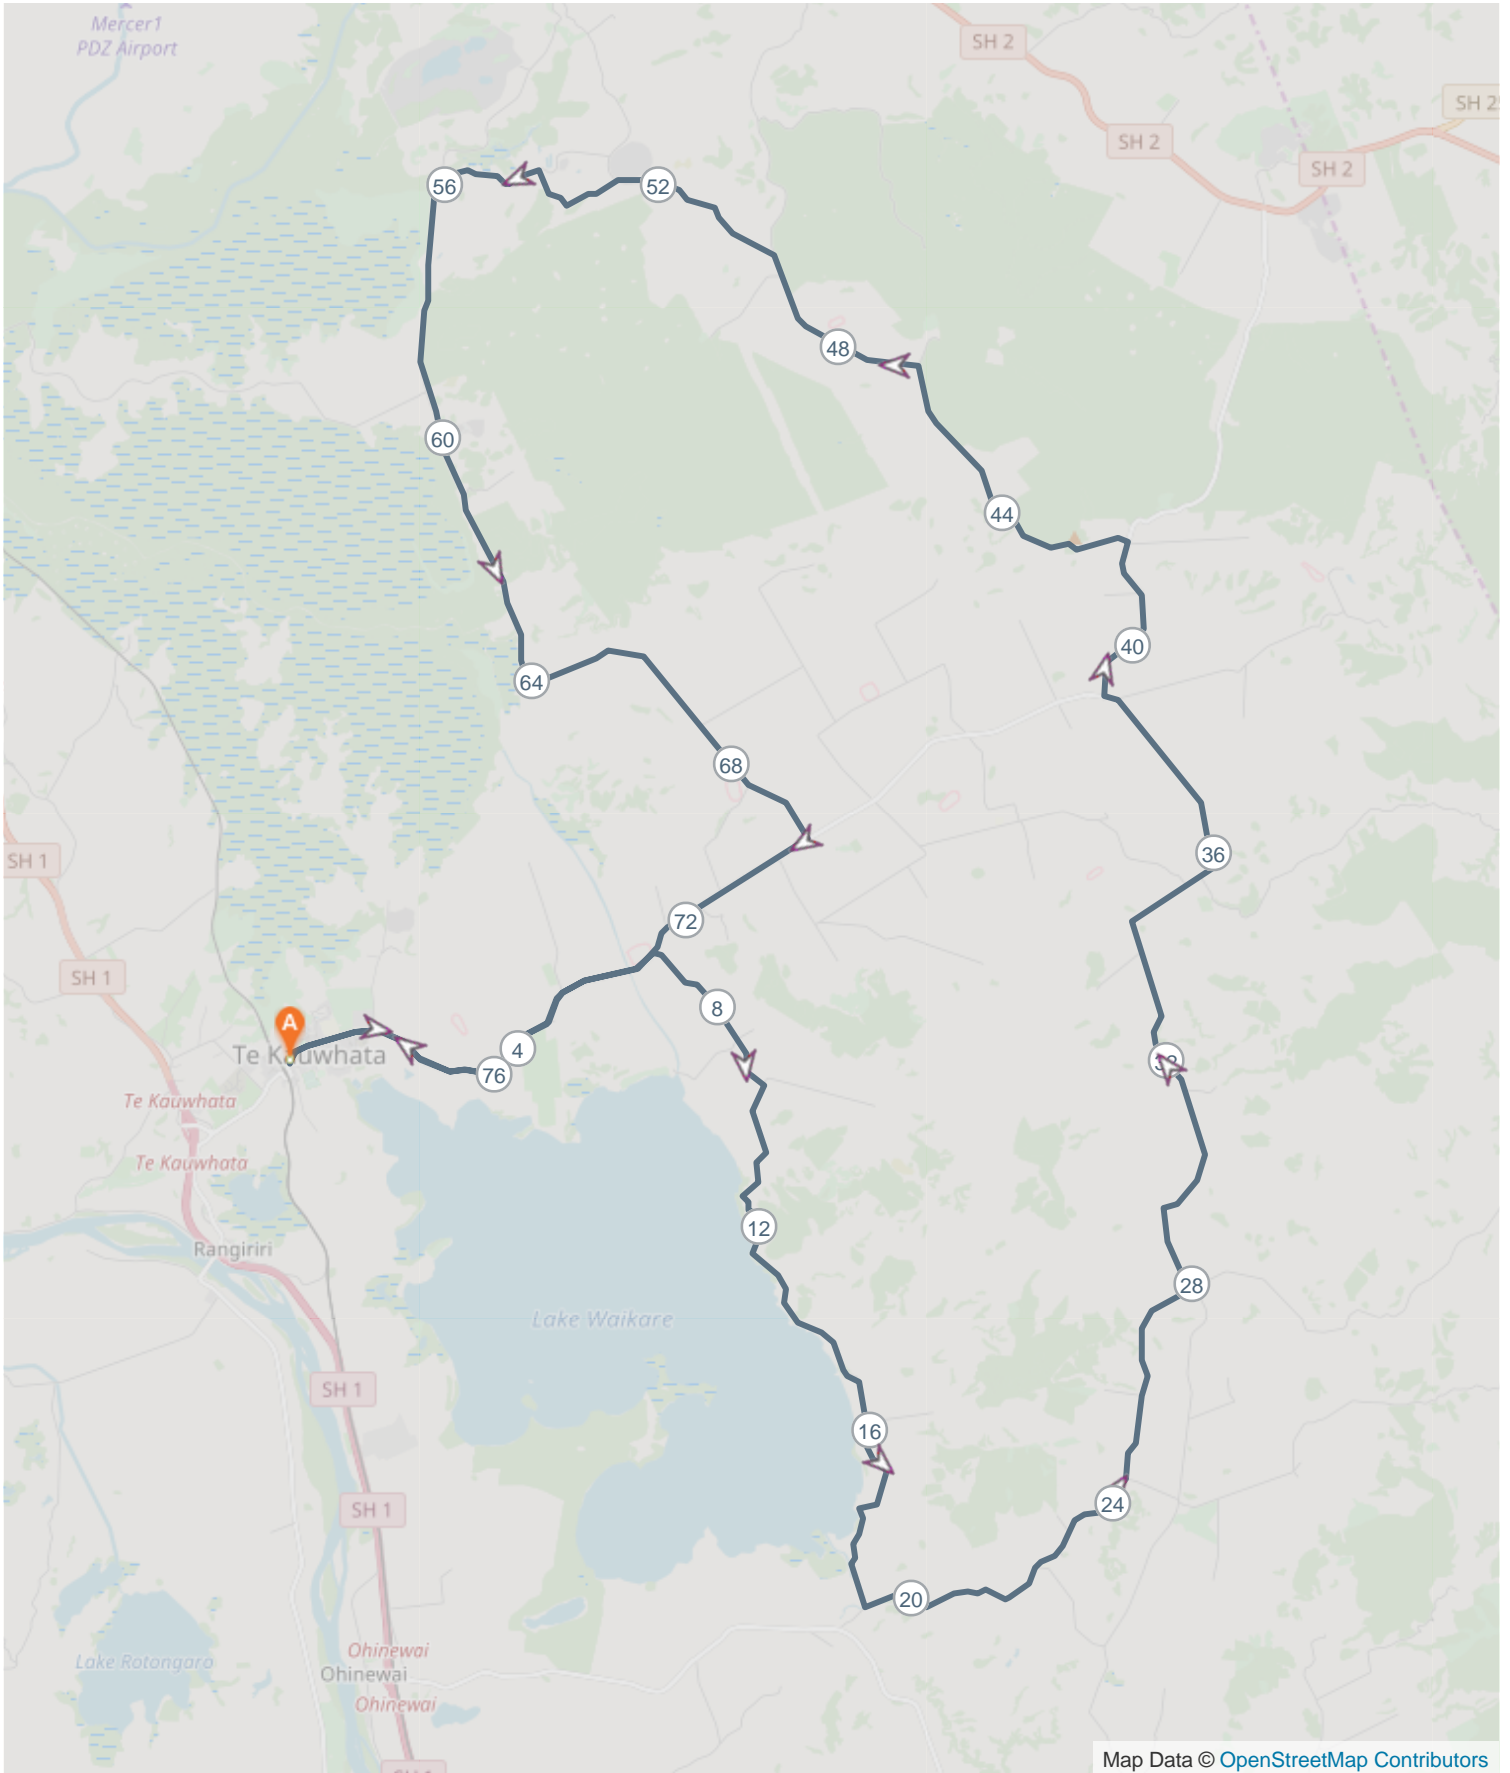 Mercer1
PDZ Airport
SH 2
SH 2
SH 2
56
52
48
60
44
40
64
68
36
SH 1
72
SH 1
8
A
4
Te Kauwhata
76
Te Kauwhata
Te Kauwhata
12
Rangiriri
28
Lake Waikare
SH 1
16
24
SH 1
20
Ohinewai
Lake Rotongaro
Ohinewai
Ohinewai
Map Data © OpenStreetMap Contributors